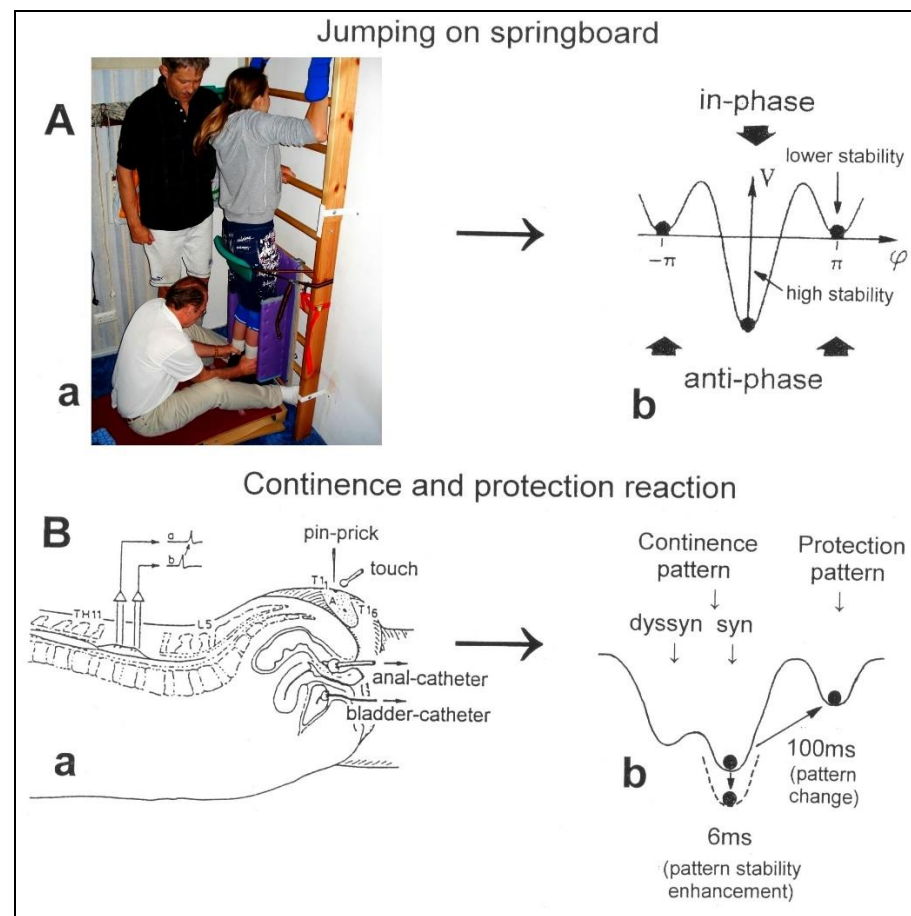 Jumping on springboard
A
a
in-phase
lower stability
V
-π
π
φ
high stability
anti-phase
b
Continence and protection reaction
B
a
b
pin-prick
touch
T11
A
T16
TH11
L5
anal-catheter
bladder-catheter
a
Continence
pattern
Protection
pattern
dyssyn syn
100ms
(pattern
change)
b
6ms
(pattern stability
enhancement)